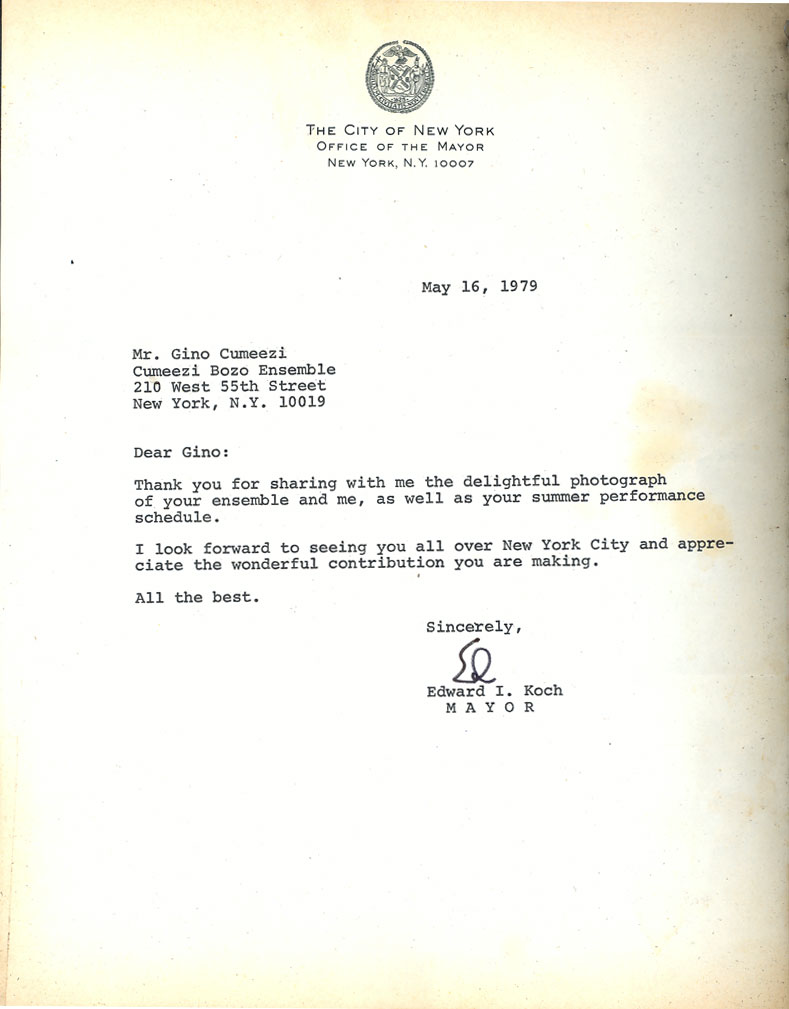 THE CITY OF NEW YORK
OFFICE OF THE MAYOR
NEW YORK, N.Y. 10007
May 16, 1979
Mr. Gino Cumeezi
Cumeezi Bozo Ensemble
210 West 55th Street
New York, N.Y. 10019
Dear Gino:
Thank you for sharing with me the delightful photograph
of your ensemble and me, as well as your summer performance
schedule.
I look forward to seeing you all over New York City and appre-
ciate the wonderful contribution you are making.
All the best.
Sincerely,
Ed
Edward I. Koch
M A Y O R